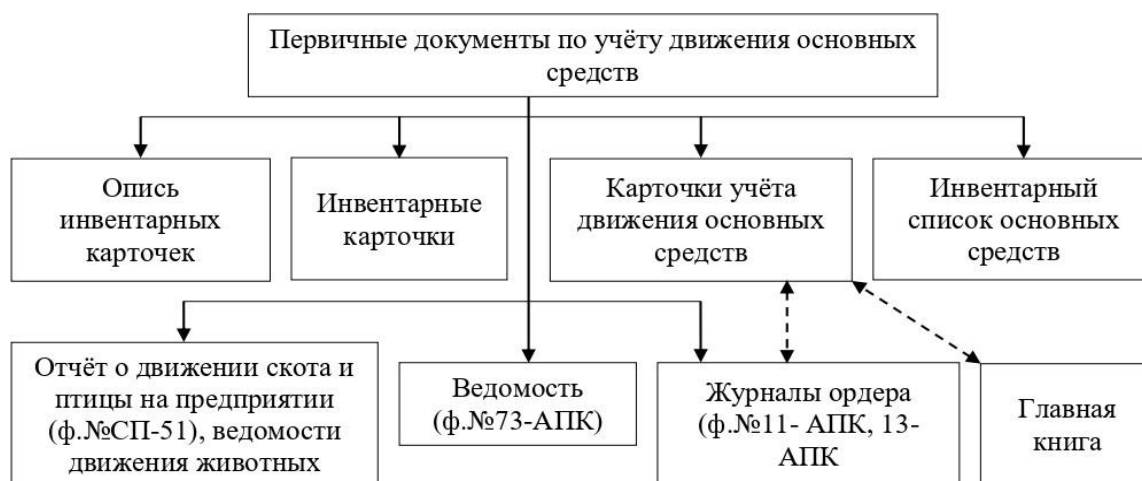 Первичные документы по учёту движения основных
средств
Опись
инвентарных
карточек
Инвентарные
карточки
Карточки учёта
движения основных
средств
Инвентарный
список основных
средств
Отчёт о движении скота и
птицы на предприятии
(ф.№СП-51), ведомости
движения животных
Ведомость
(ф.№73-АПК)
Журналы ордера
(ф.№11- АПК, 13-
АПК
Главная
книга